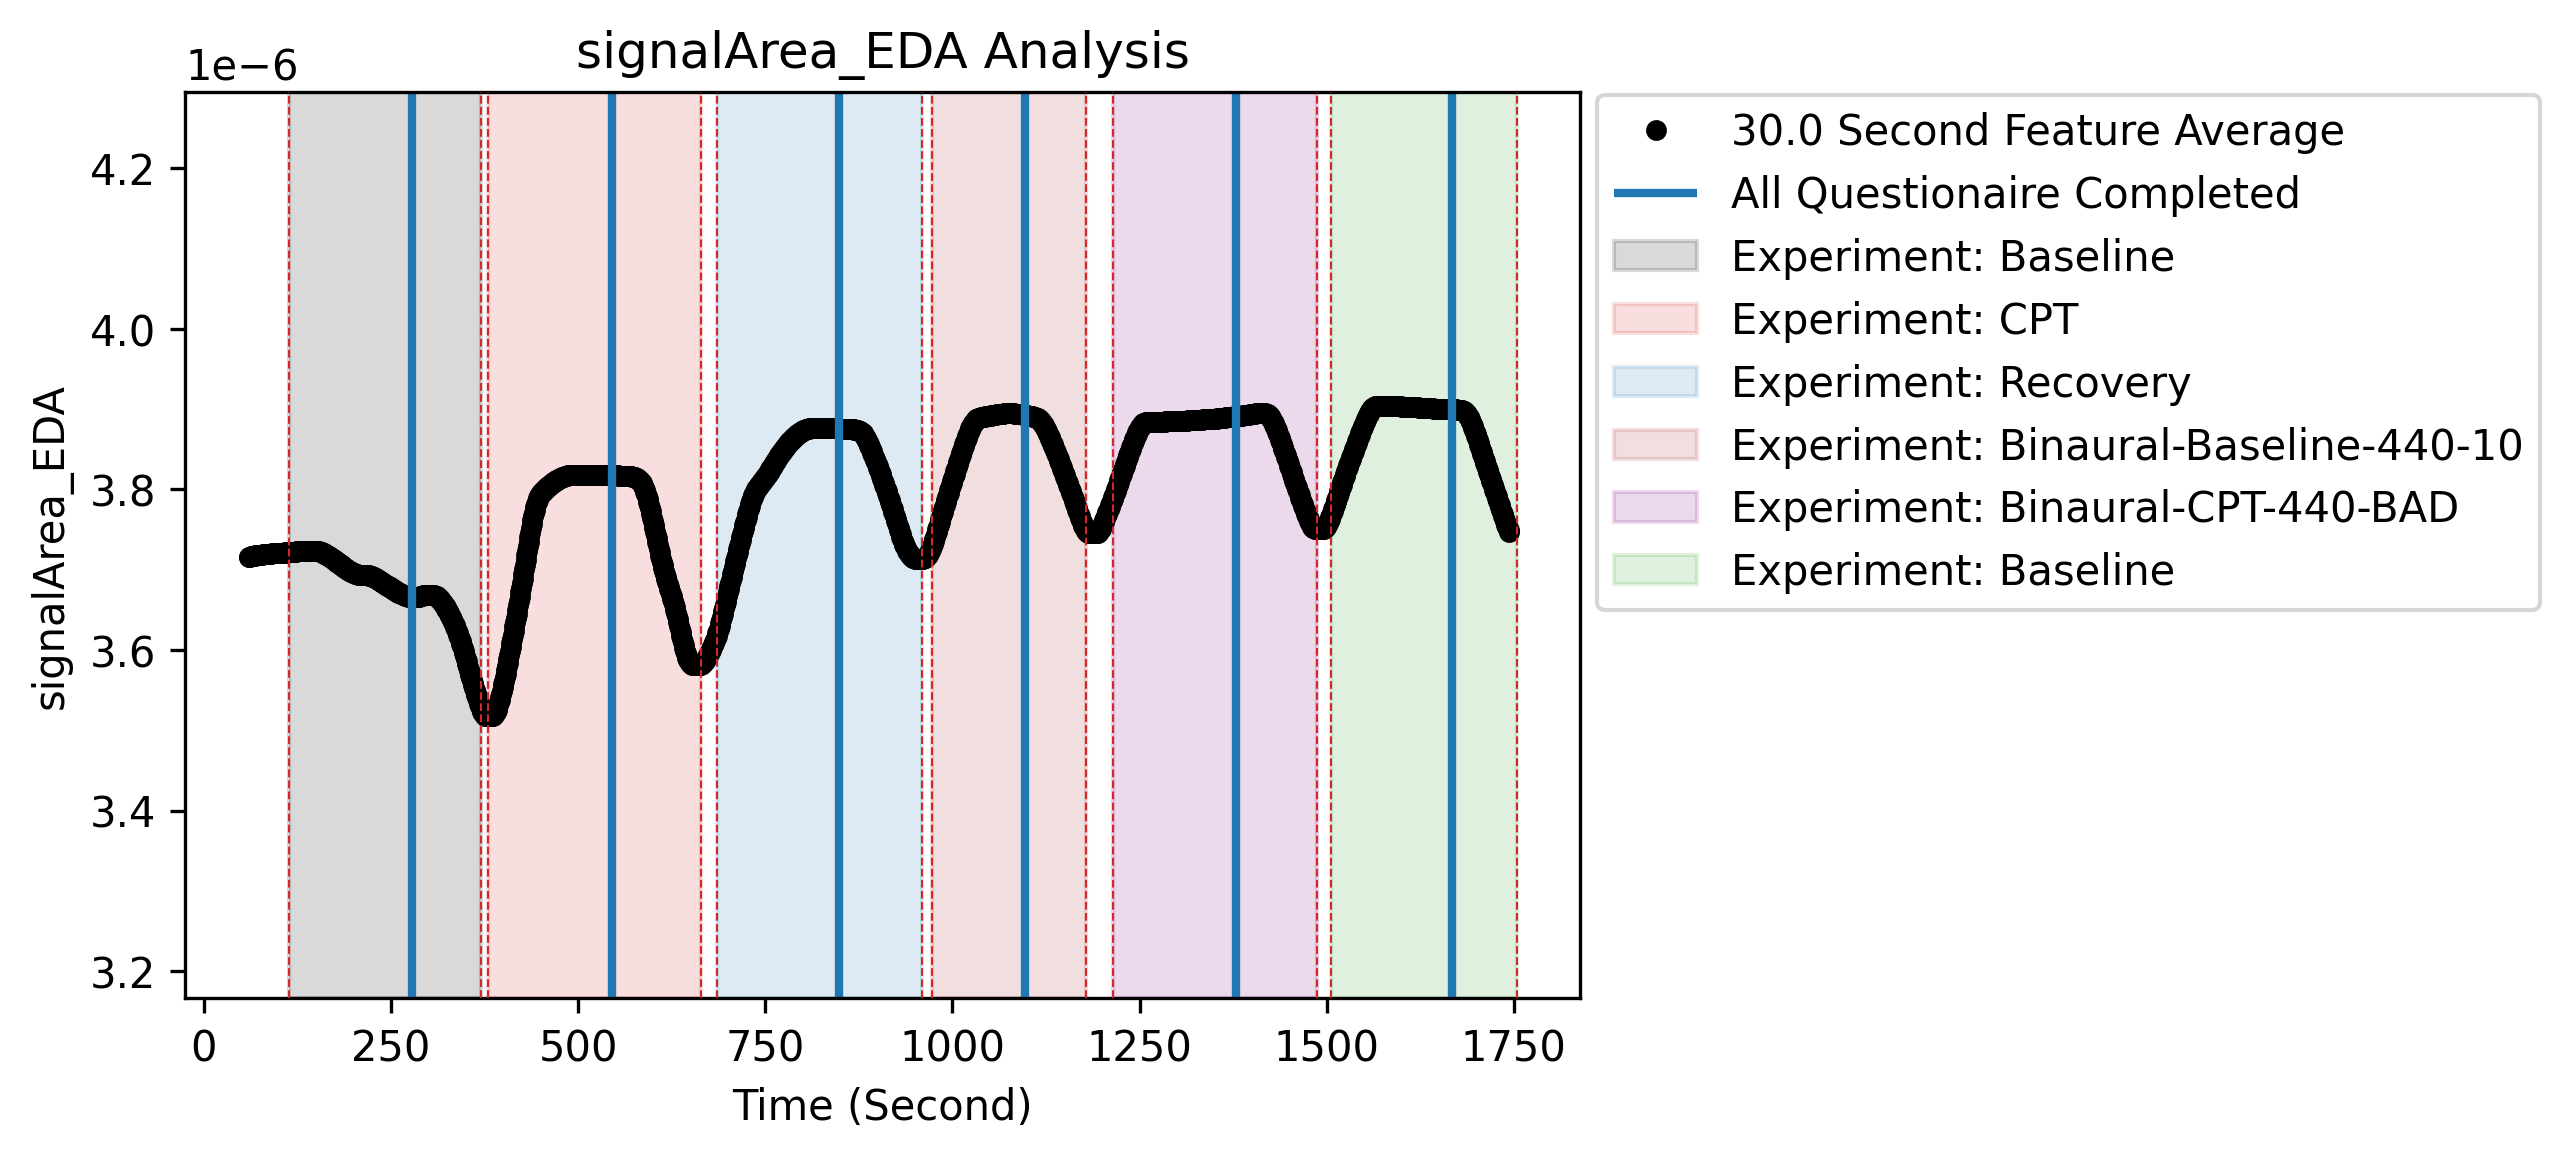 signalArea_EDA Analysis
1e−6
4.2
4.0
3.8
3.6
3.4
3.2
signalArea_EDA
0 250 500 750 1000 1250 1500 1750
Time (Second)
30.0 Second Feature Average
All Questionaire Completed
Experiment: Baseline
Experiment: CPT
Experiment: Recovery
Experiment: Binaural-Baseline-440-10
Experiment: Binaural-CPT-440-BAD
Experiment: Baseline